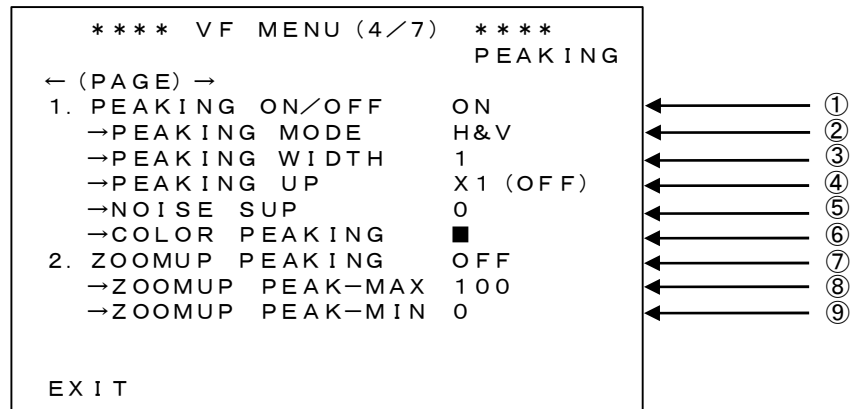 **** VF MENU(4/7) ****
PEAKING
←(PAGE)→
1. PEAKING ON/OFF ON ①
→PEAKING MODE H&V ②
→PEAKING WIDTH 1 ③
→PEAKING UP X1(OFF) ④
→NOISE SUP 0 ⑤
→COLOR PEAKING ■ ⑥
2. ZOOMUP PEAKING OFF ⑦
→ZOOMUP PEAK-MAX 100 ⑧
→ZOOMUP PEAK-MIN 0 ⑨
EXIT